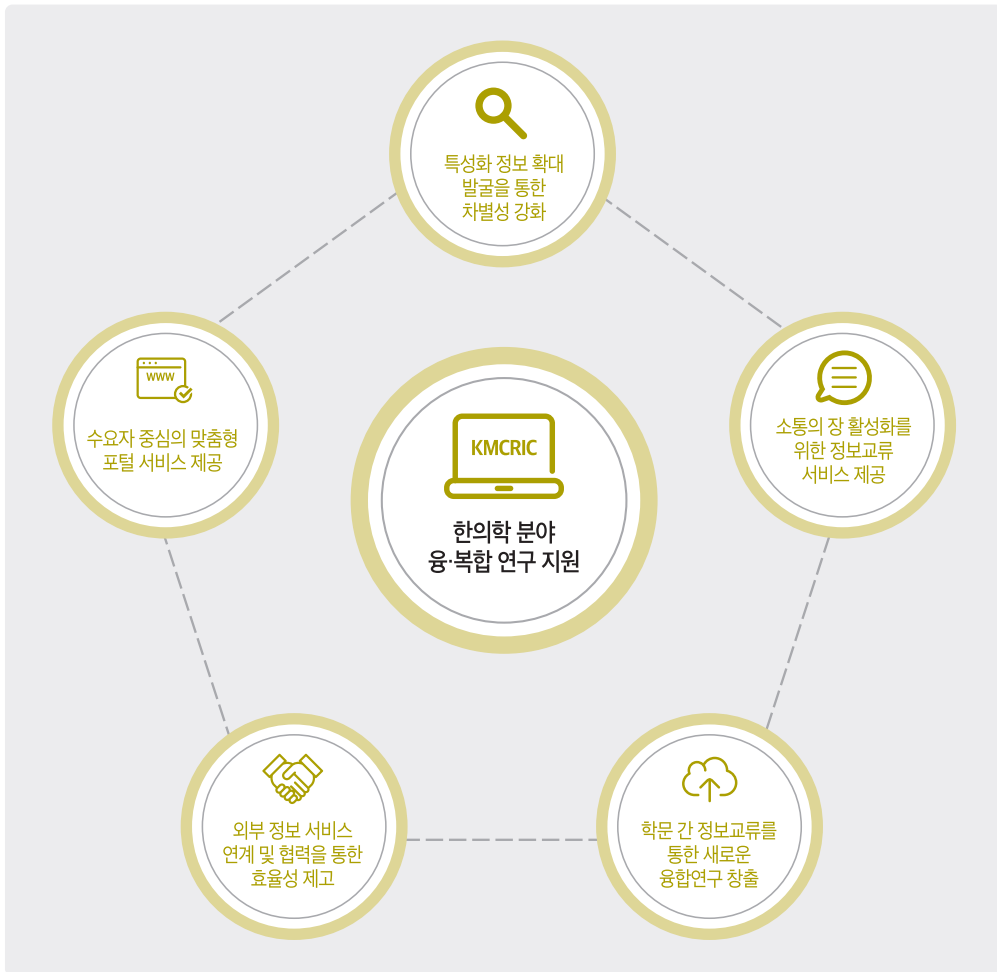 특성화 정보 확대
발굴을 통한
차별성 강화
WWW
수요자 중심의 맞춤형
포털 서비스 제공
KMCRIC
한의학 분야
융·복합 연구 지원
소통의 장 활성화를
위한 정보교류
서비스 제공
외부 정보 서비스
연계 및 협력을 통한
효율성 제고
학문 간 정보교류를
통한 새로운
융합연구 창출